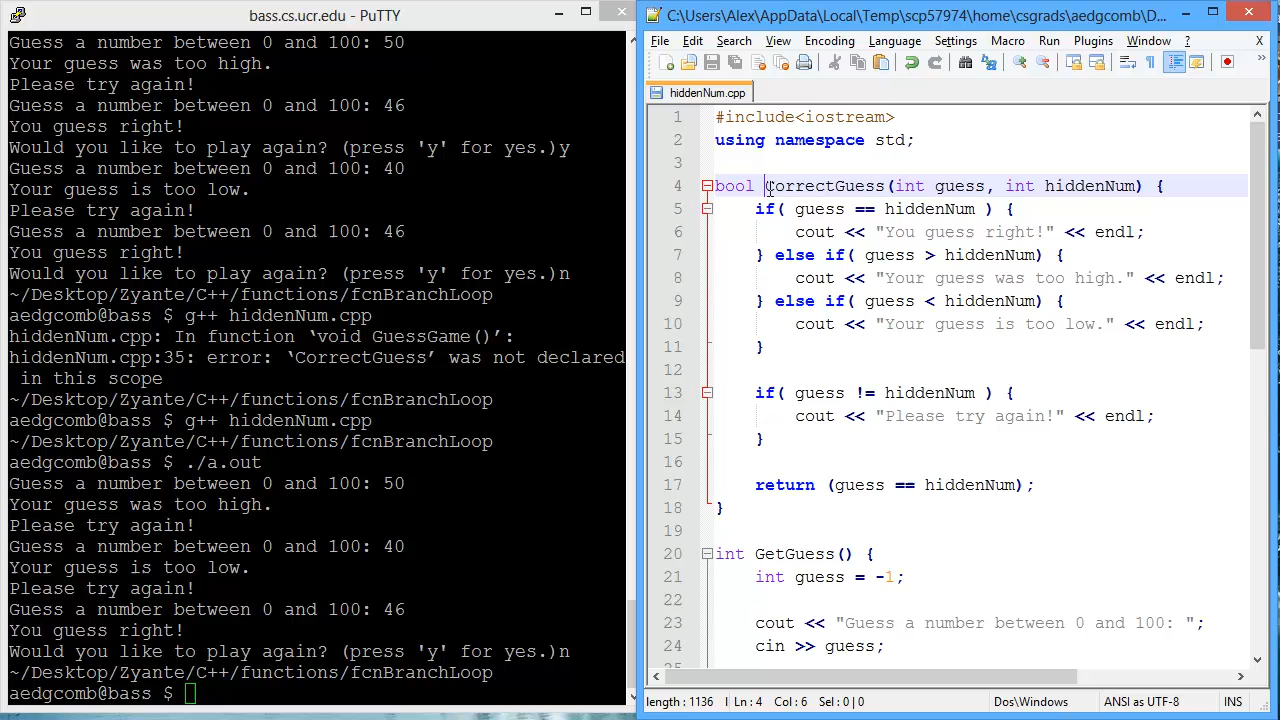 bass.cs.ucr.edu - PuTTY
Guess a number between 0 and 100: 50
Your guess was too high.
Please try again!
Guess a number between 0 and 100: 46
You guess right!
Would you like to play again? (press 'y' for yes.)y
Guess a number between 0 and 100: 40
Your guess is too low.
Please try again!
Guess a number between 0 and 100: 46
You guess right!
Would you like to play again? (press 'y' for yes.)n
~/Desktop/Zyante/C++/functions/fcnBranchLoop
aedgcomb@bass $ g++ hiddenNum.cpp
hiddenNum.cpp: In function ‘void GuessGame()’:
hiddenNum.cpp:35: error: ‘CorrectGuess’ was not declared
in this scope
~/Desktop/Zyante/C++/functions/fcnBranchLoop
aedgcomb@bass $ g++ hiddenNum.cpp
~/Desktop/Zyante/C++/functions/fcnBranchLoop
aedgcomb@bass $ ./a.out
Guess a number between 0 and 100: 50
Your guess was too high.
Please try again!
Guess a number between 0 and 100: 40
Your guess is too low.
Please try again!
Guess a number between 0 and 100: 46
You guess right!
Would you like to play again? (press 'y' for yes.)n
~/Desktop/Zyante/C++/functions/fcnBranchLoop
aedgcomb@bass $
C:\Users\Alex\AppData\Local\Temp\scp57974\home\csgrads\aedgcomb\D...
File Edit Search View Encoding Language Settings Macro Run Plugins Window ? X
hiddenNum.cpp
1 #include<iostream>
2 using namespace std;
3
4 bool CorrectGuess(int guess, int hiddenNum) {
5 if( guess == hiddenNum ) {
6 cout << "You guess right!" << endl;
7 } else if( guess > hiddenNum) {
8 cout << "Your guess was too high." << endl;
9 } else if( guess < hiddenNum) {
10 cout << "Your guess is too low." << endl;
11 }
12
13 if( guess != hiddenNum ) {
14 cout << "Please try again!" << endl;
15 }
16
17 return (guess == hiddenNum);
18 }
19
20 int GetGuess() {
21 int guess = -1;
22
23 cout << "Guess a number between 0 and 100: ";
24 cin >> guess;
length : 1136 l Ln : 4 Col : 6 Sel : 0 | 0 Dos\Windows ANSI as UTF-8 INS